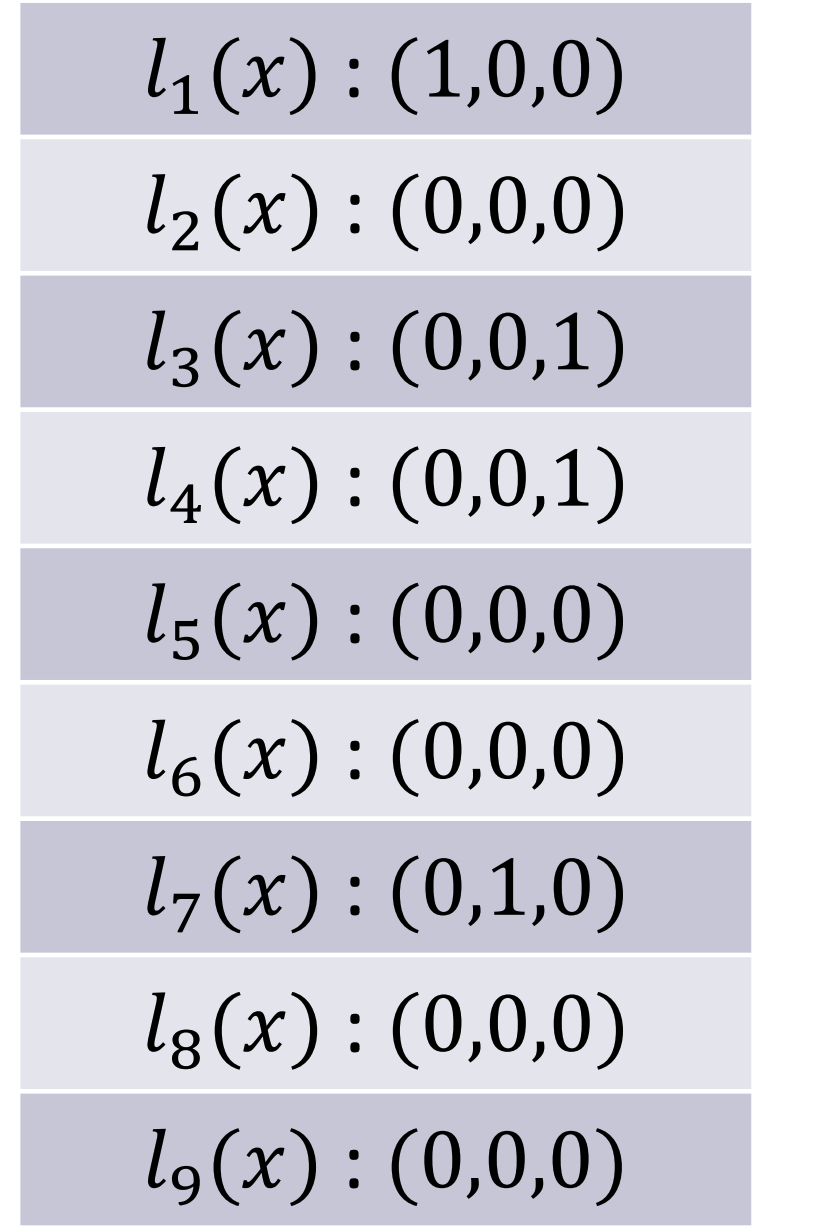 l₁(x) : (1,0,0)
l₂(x) : (0,0,0)
l₃(x) : (0,0,1)
l₄(x) : (0,0,1)
l₅(x) : (0,0,0)
l₆(x) : (0,0,0)
l₇(x) : (0,1,0)
l₈(x) : (0,0,0)
l₉(x) : (0,0,0)